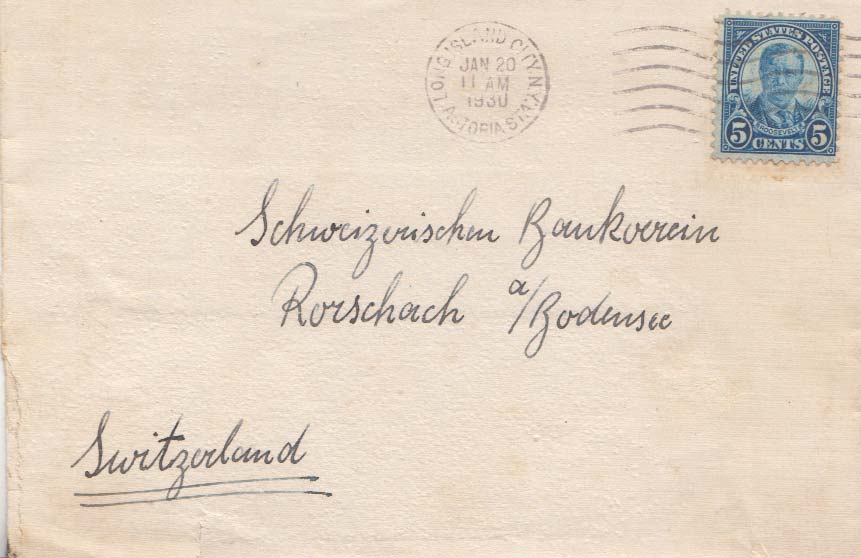 LONG ISLAND CITY, N.Y.
JAN 20
11 AM
1930
ASTORIA STA.
UNITED STATES POSTAGE
ROOSEVELT
5 CENTS 5
Schweizerischen Bankverein
Rorschach a/Bodensee
Switzerland